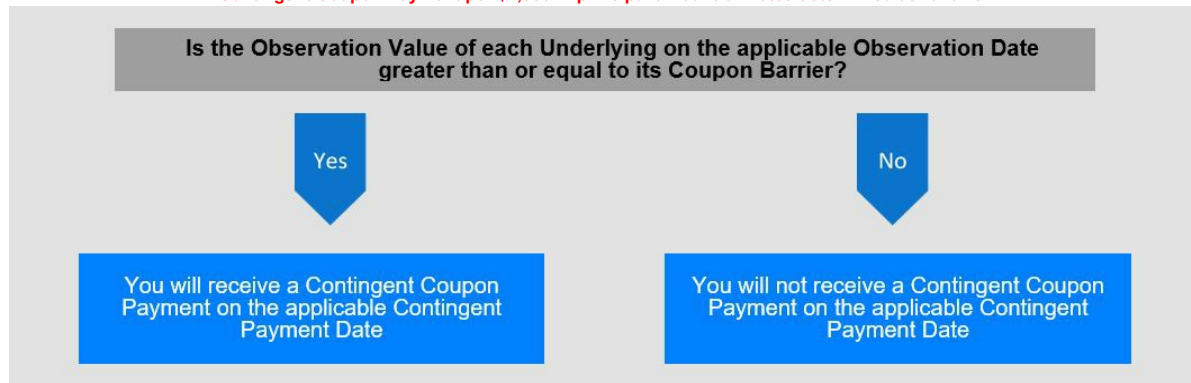 Is the Observation Value of each Underlying on the applicable Observation Date
greater than or equal to its Coupon Barrier?
Yes
No
You will receive a Contingent Coupon
Payment on the applicable Contingent
Payment Date
You will not receive a Contingent Coupon
Payment on the applicable Contingent
Payment Date